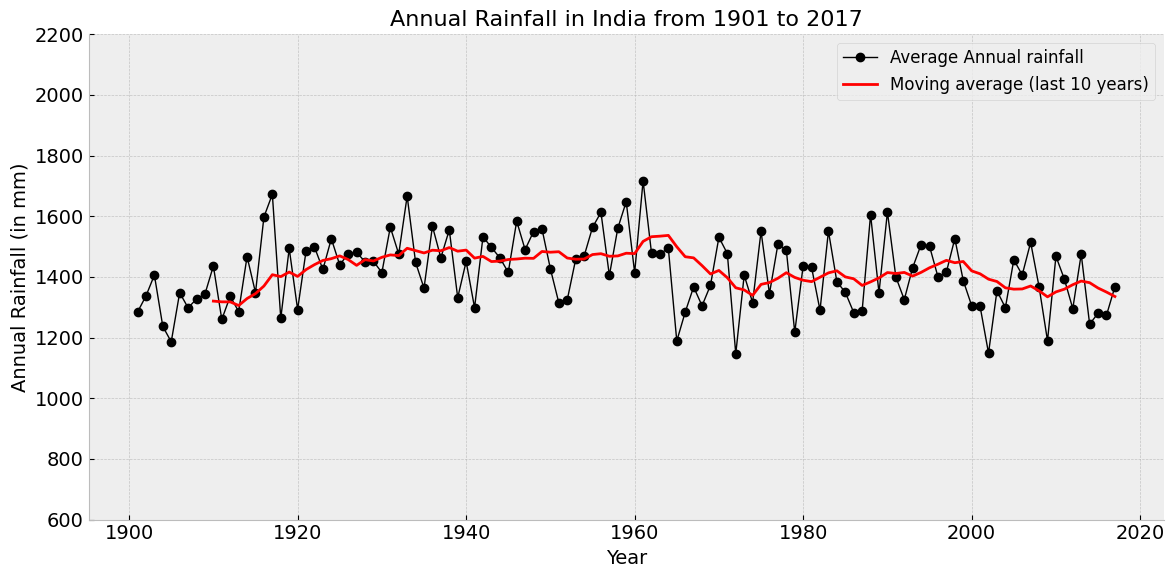 Annual Rainfall in India from 1901 to 2017
Average Annual rainfall
Moving average (last 10 years)
Annual Rainfall (in mm)
2200
2000
1800
1600
1400
1200
1000
800
600
1900 1920 1940 1960 1980 2000 2020
Year